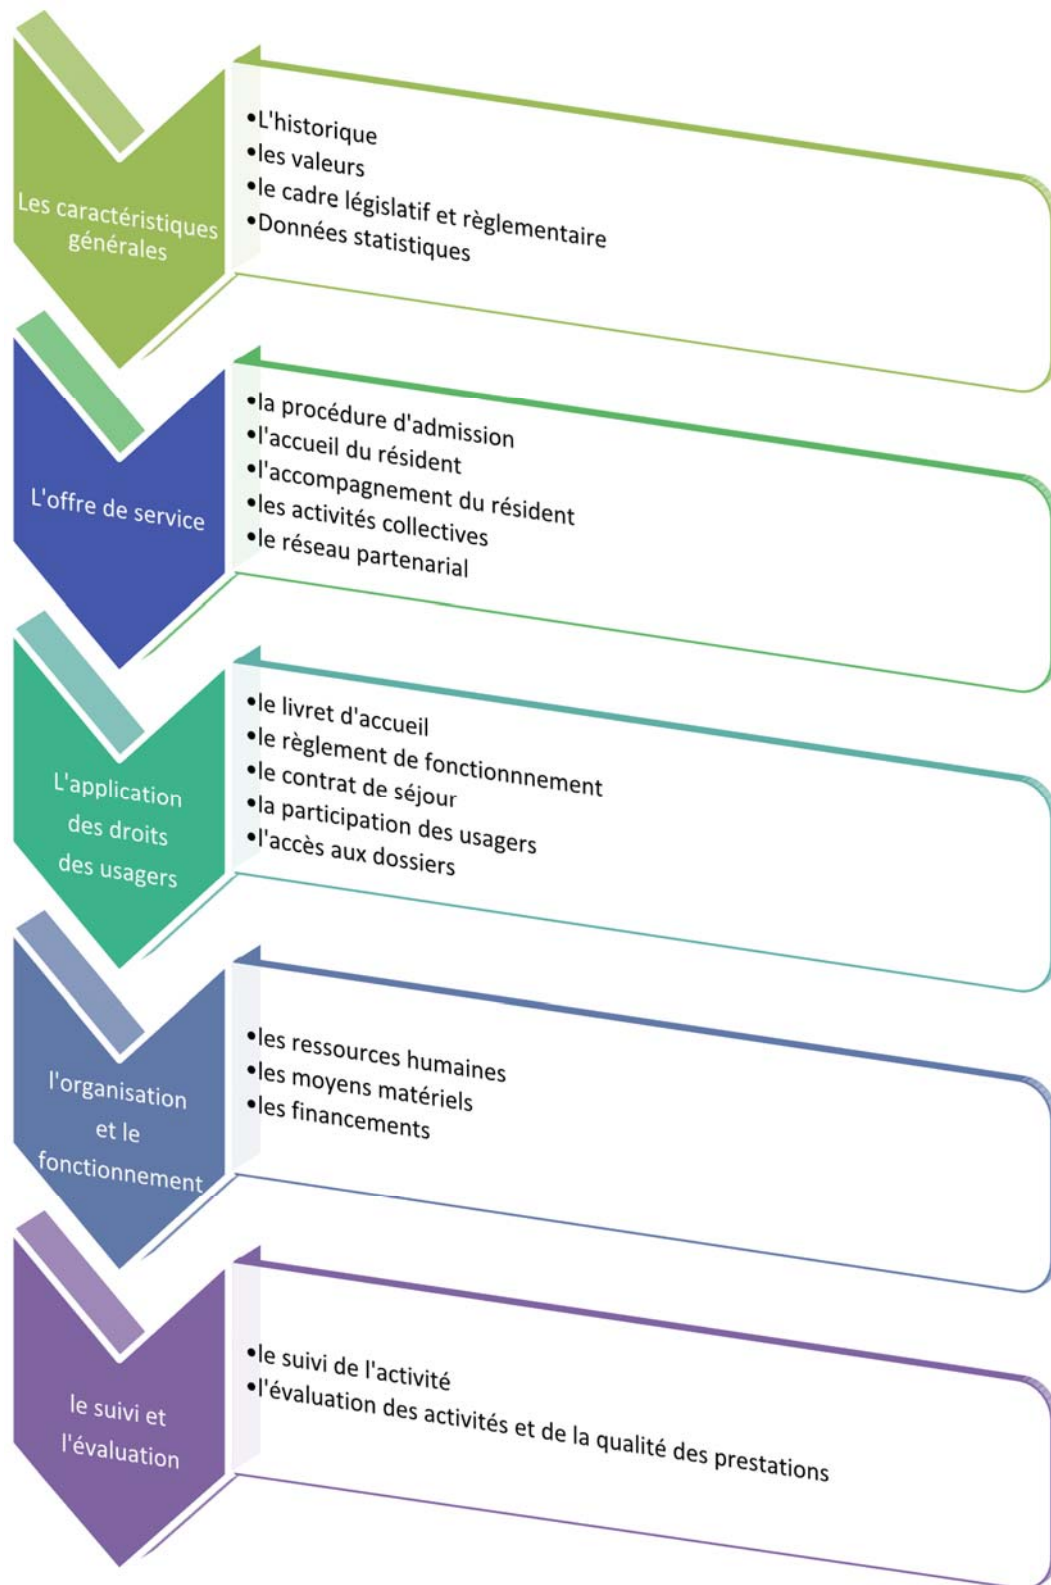 Les caractéristiques
générales
•L'historique
•les valeurs
•le cadre législatif et règlementaire
•Données statistiques
L'offre de service
•la procédure d'admission
•l'accueil du résident
•l'accompagnement du résident
•les activités collectives
•le réseau partenarial
L'application
des droits
des usagers
•le livret d'accueil
•le règlement de fonctionnnement
•le contrat de séjour
•la participation des usagers
•l'accès aux dossiers
l'organisation
et le
fonctionnement
•les ressources humaines
•les moyens matériels
•les financements
le suivi et
l'évaluation
•le suivi de l'activité
•l'évaluation des activités et de la qualité des prestations